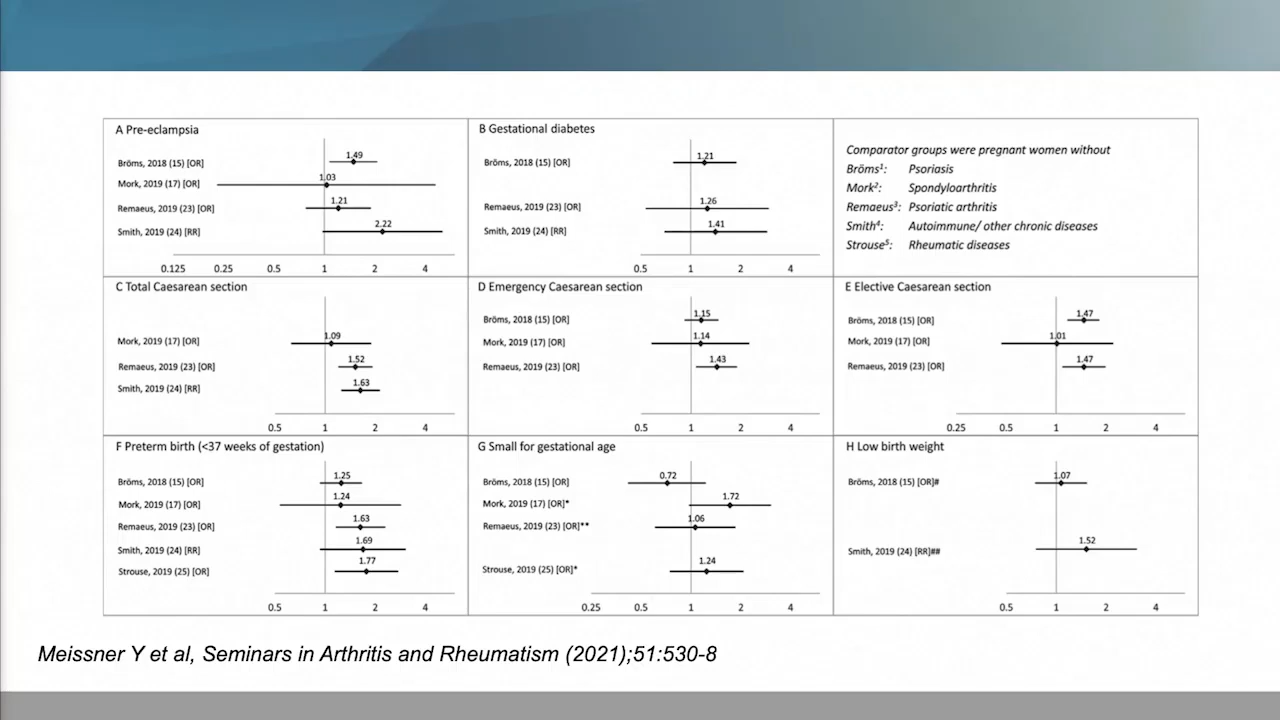 A Pre-eclampsia
Bröms, 2018 (15) [OR]
1.49
Mork, 2019 (17) [OR]
1.03
Remaeus, 2019 (23) [OR]
1.21
Smith, 2019 (24) [RR]
2.22
0.125 0.25 0.5 1 2 4
B Gestational diabetes
Bröms, 2018 (15) [OR]
1.21
Remaeus, 2019 (23) [OR]
1.26
Smith, 2019 (24) [RR]
1.41
0.5 1 2 4
Comparator groups were pregnant women without
Bröms¹: Psoriasis
Mork²: Spondyloarthritis
Remaeus³: Psoriatic arthritis
Smith⁴: Autoimmune/ other chronic diseases
Strouse⁵: Rheumatic diseases
C Total Caesarean section
Mork, 2019 (17) [OR]
1.09
Remaeus, 2019 (23) [OR]
1.52
Smith, 2019 (24) [RR]
1.63
0.5 1 2 4
D Emergency Caesarean section
Bröms, 2018 (15) [OR]
1.15
Mork, 2019 (17) [OR]
1.14
Remaeus, 2019 (23) [OR]
1.43
0.5 1 2 4
E Elective Caesarean section
Bröms, 2018 (15) [OR]
1.47
Mork, 2019 (17) [OR]
1.01
Remaeus, 2019 (23) [OR]
1.47
0.25 0.5 1 2 4
F Preterm birth (<37 weeks of gestation)
Bröms, 2018 (15) [OR]
1.25
Mork, 2019 (17) [OR]
1.24
Remaeus, 2019 (23) [OR]
1.63
Smith, 2019 (24) [RR]
1.69
Strouse, 2019 (25) [OR]
1.77
0.5 1 2 4
G Small for gestational age
Bröms, 2018 (15) [OR]
0.72
Mork, 2019 (17) [OR]*
1.72
Remaeus, 2019 (23) [OR]**
1.06
Strouse, 2019 (25) [OR]*
1.24
0.25 0.5 1 2 4
H Low birth weight
Bröms, 2018 (15) [OR]#
1.07
Smith, 2019 (24) [RR]##
1.52
0.5 1 2 4
Meissner Y et al, Seminars in Arthritis and Rheumatism (2021);51:530-8